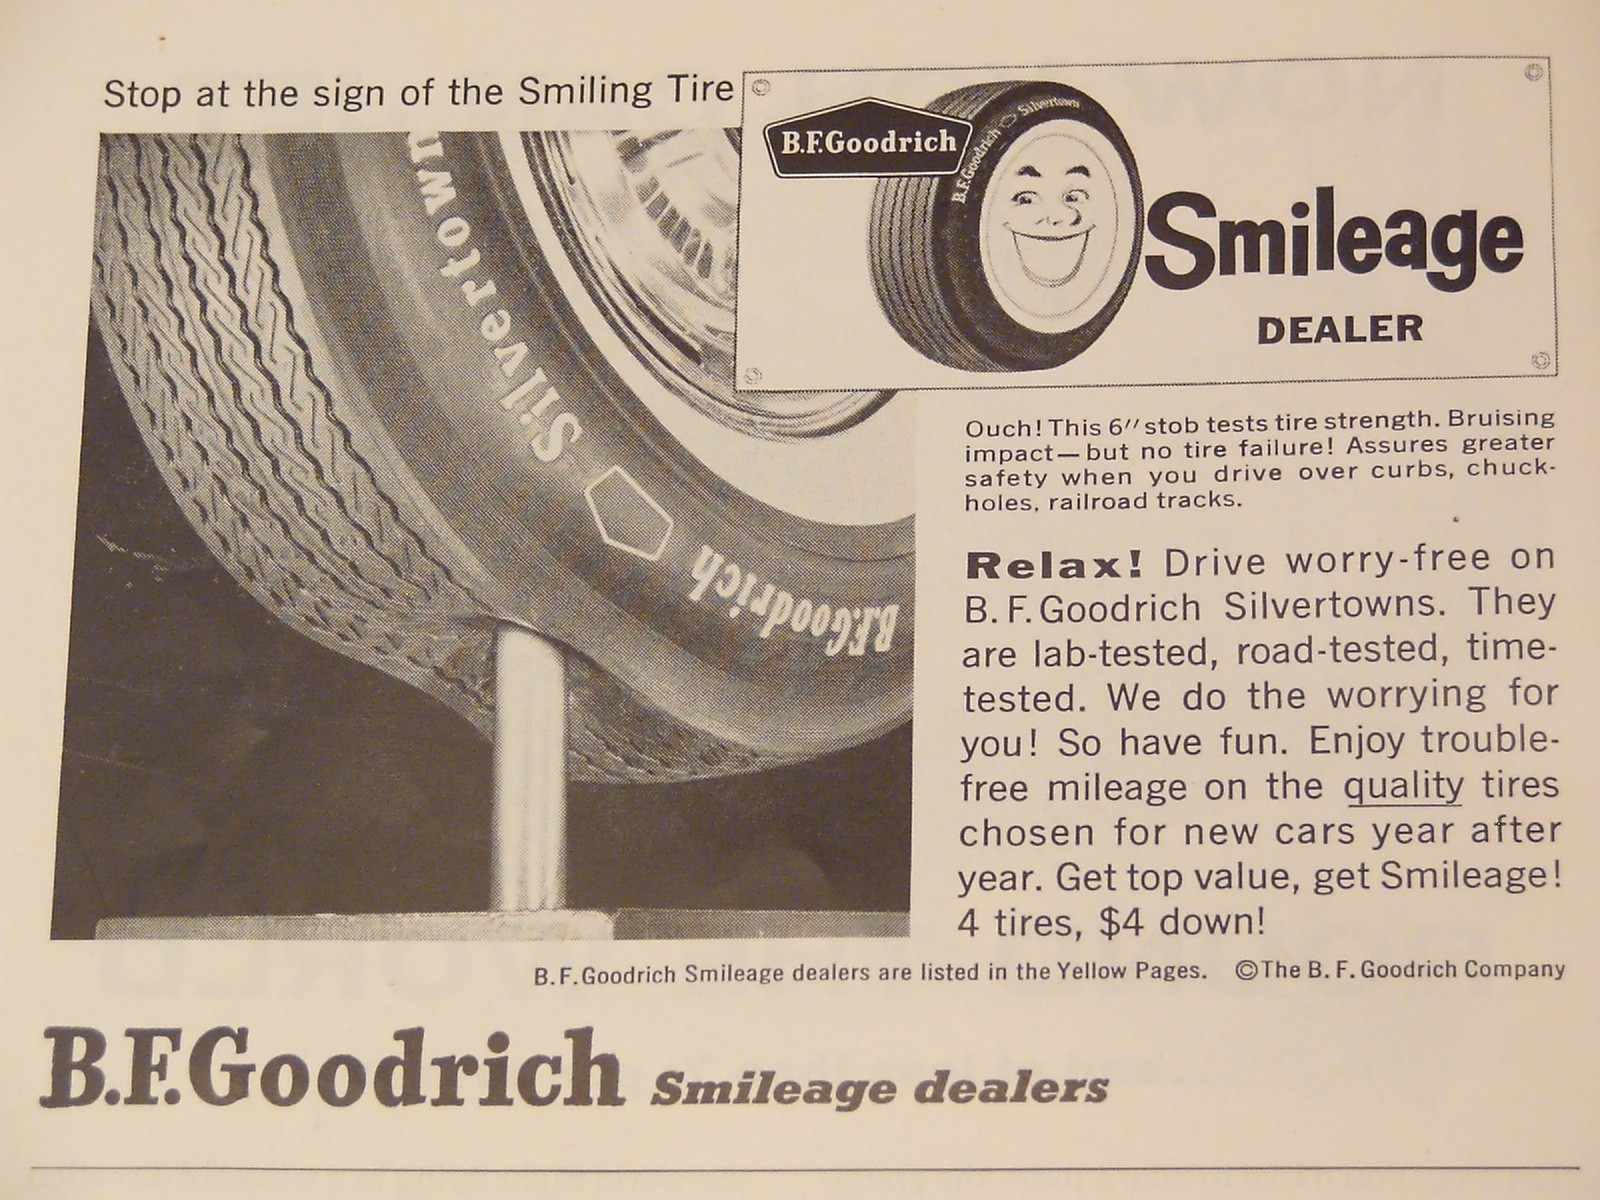 Stop at the sign of the Smiling Tire
B.F.Goodrich
B.F.Goodrich Silvertown
Smileage
DEALER
Silvertown
B.F.Goodrich
Ouch! This 6" stob tests tire strength. Bruising
impact—but no tire failure! Assures greater
safety when you drive over curbs, chuck-
holes, railroad tracks.
Relax! Drive worry-free on
B.F.Goodrich Silvertowns. They
are lab-tested, road-tested, time-
tested. We do the worrying for
you! So have fun. Enjoy trouble-
free mileage on the quality tires
chosen for new cars year after
year. Get top value, get Smileage!
4 tires, $4 down!
B.F.Goodrich Smileage dealers are listed in the Yellow Pages. ©The B.F.Goodrich Company
B.F.Goodrich Smileage dealers